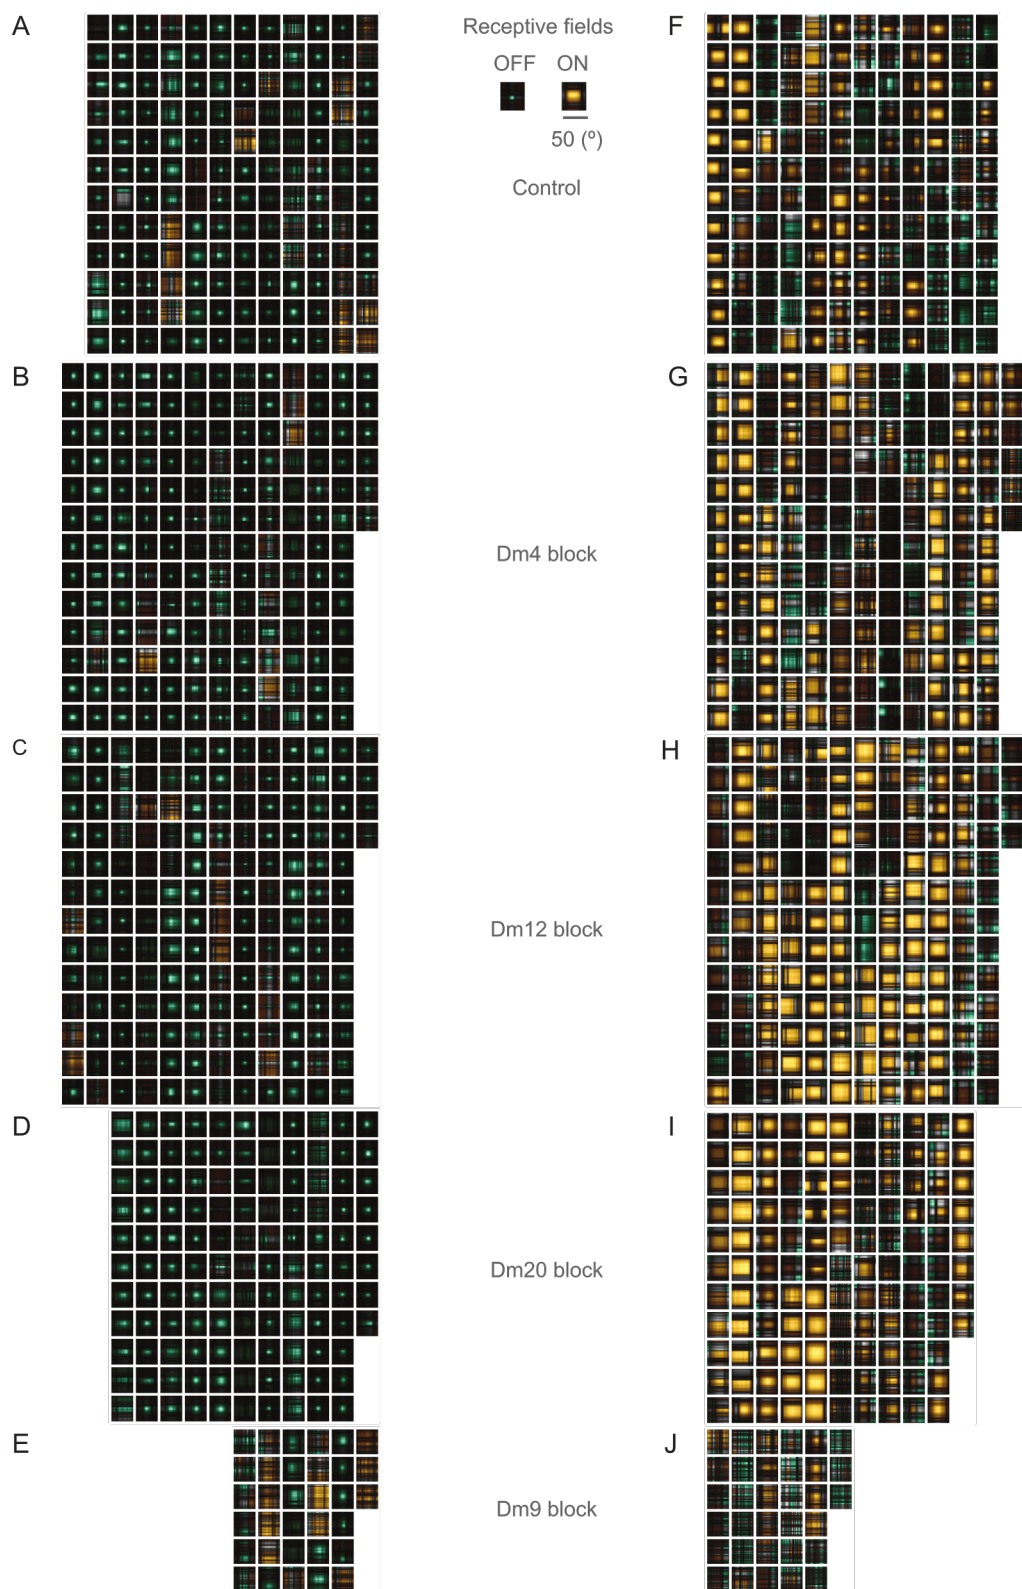 A
Receptive fields
F
OFF ON
50 (º)
Control
B
G
Dm4 block
C
H
Dm12 block
D
I
Dm20 block
E
J
Dm9 block